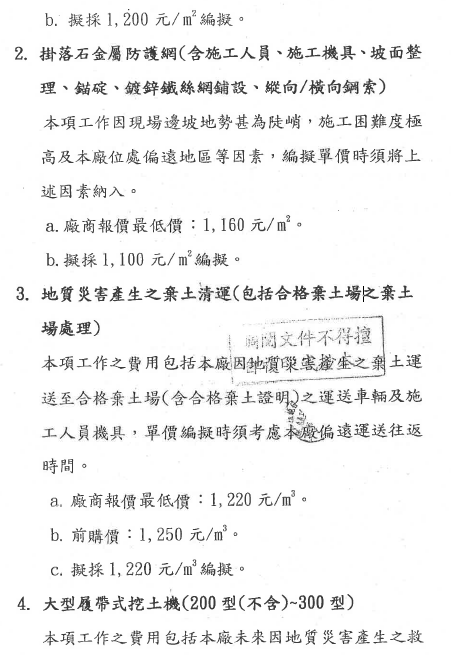 b. 擬採1,200 元/m²編擬。
2. 掛落石金屬防護網(含施工人員、施工機具、坡面整
理、錨碇、鍍鋅鐵絲網鋪設、縱向/橫向鋼索)
本項工作因現場邊坡地勢甚為陡峭，施工困難度極
高及本廠位處偏遠地區等因素，編擬單價時須將上
述因素納入。
a. 廠商報價最低價：1,160 元/m²。
b. 擬採1,100 元/m²編擬。
3. 地質災害產生之棄土清運(包括合格棄土場之棄土
場處理)
文件不得擅
本項工作之費用包括本廠因地質災害產生之棄土運
送至合格棄土場(含合格棄土證明)之運送車輛及施
工人員機具，單價編擬時須考慮本廠偏遠運送往返
時間。
a. 廠商報價最低價：1,220 元/m³。
b. 前購價：1,250 元/m³。
c. 擬採1,220 元/m³編擬。
4. 大型履帶式挖土機(200 型(不含)~300 型)
本項工作之費用包括本廠未來因地質災害產生之救